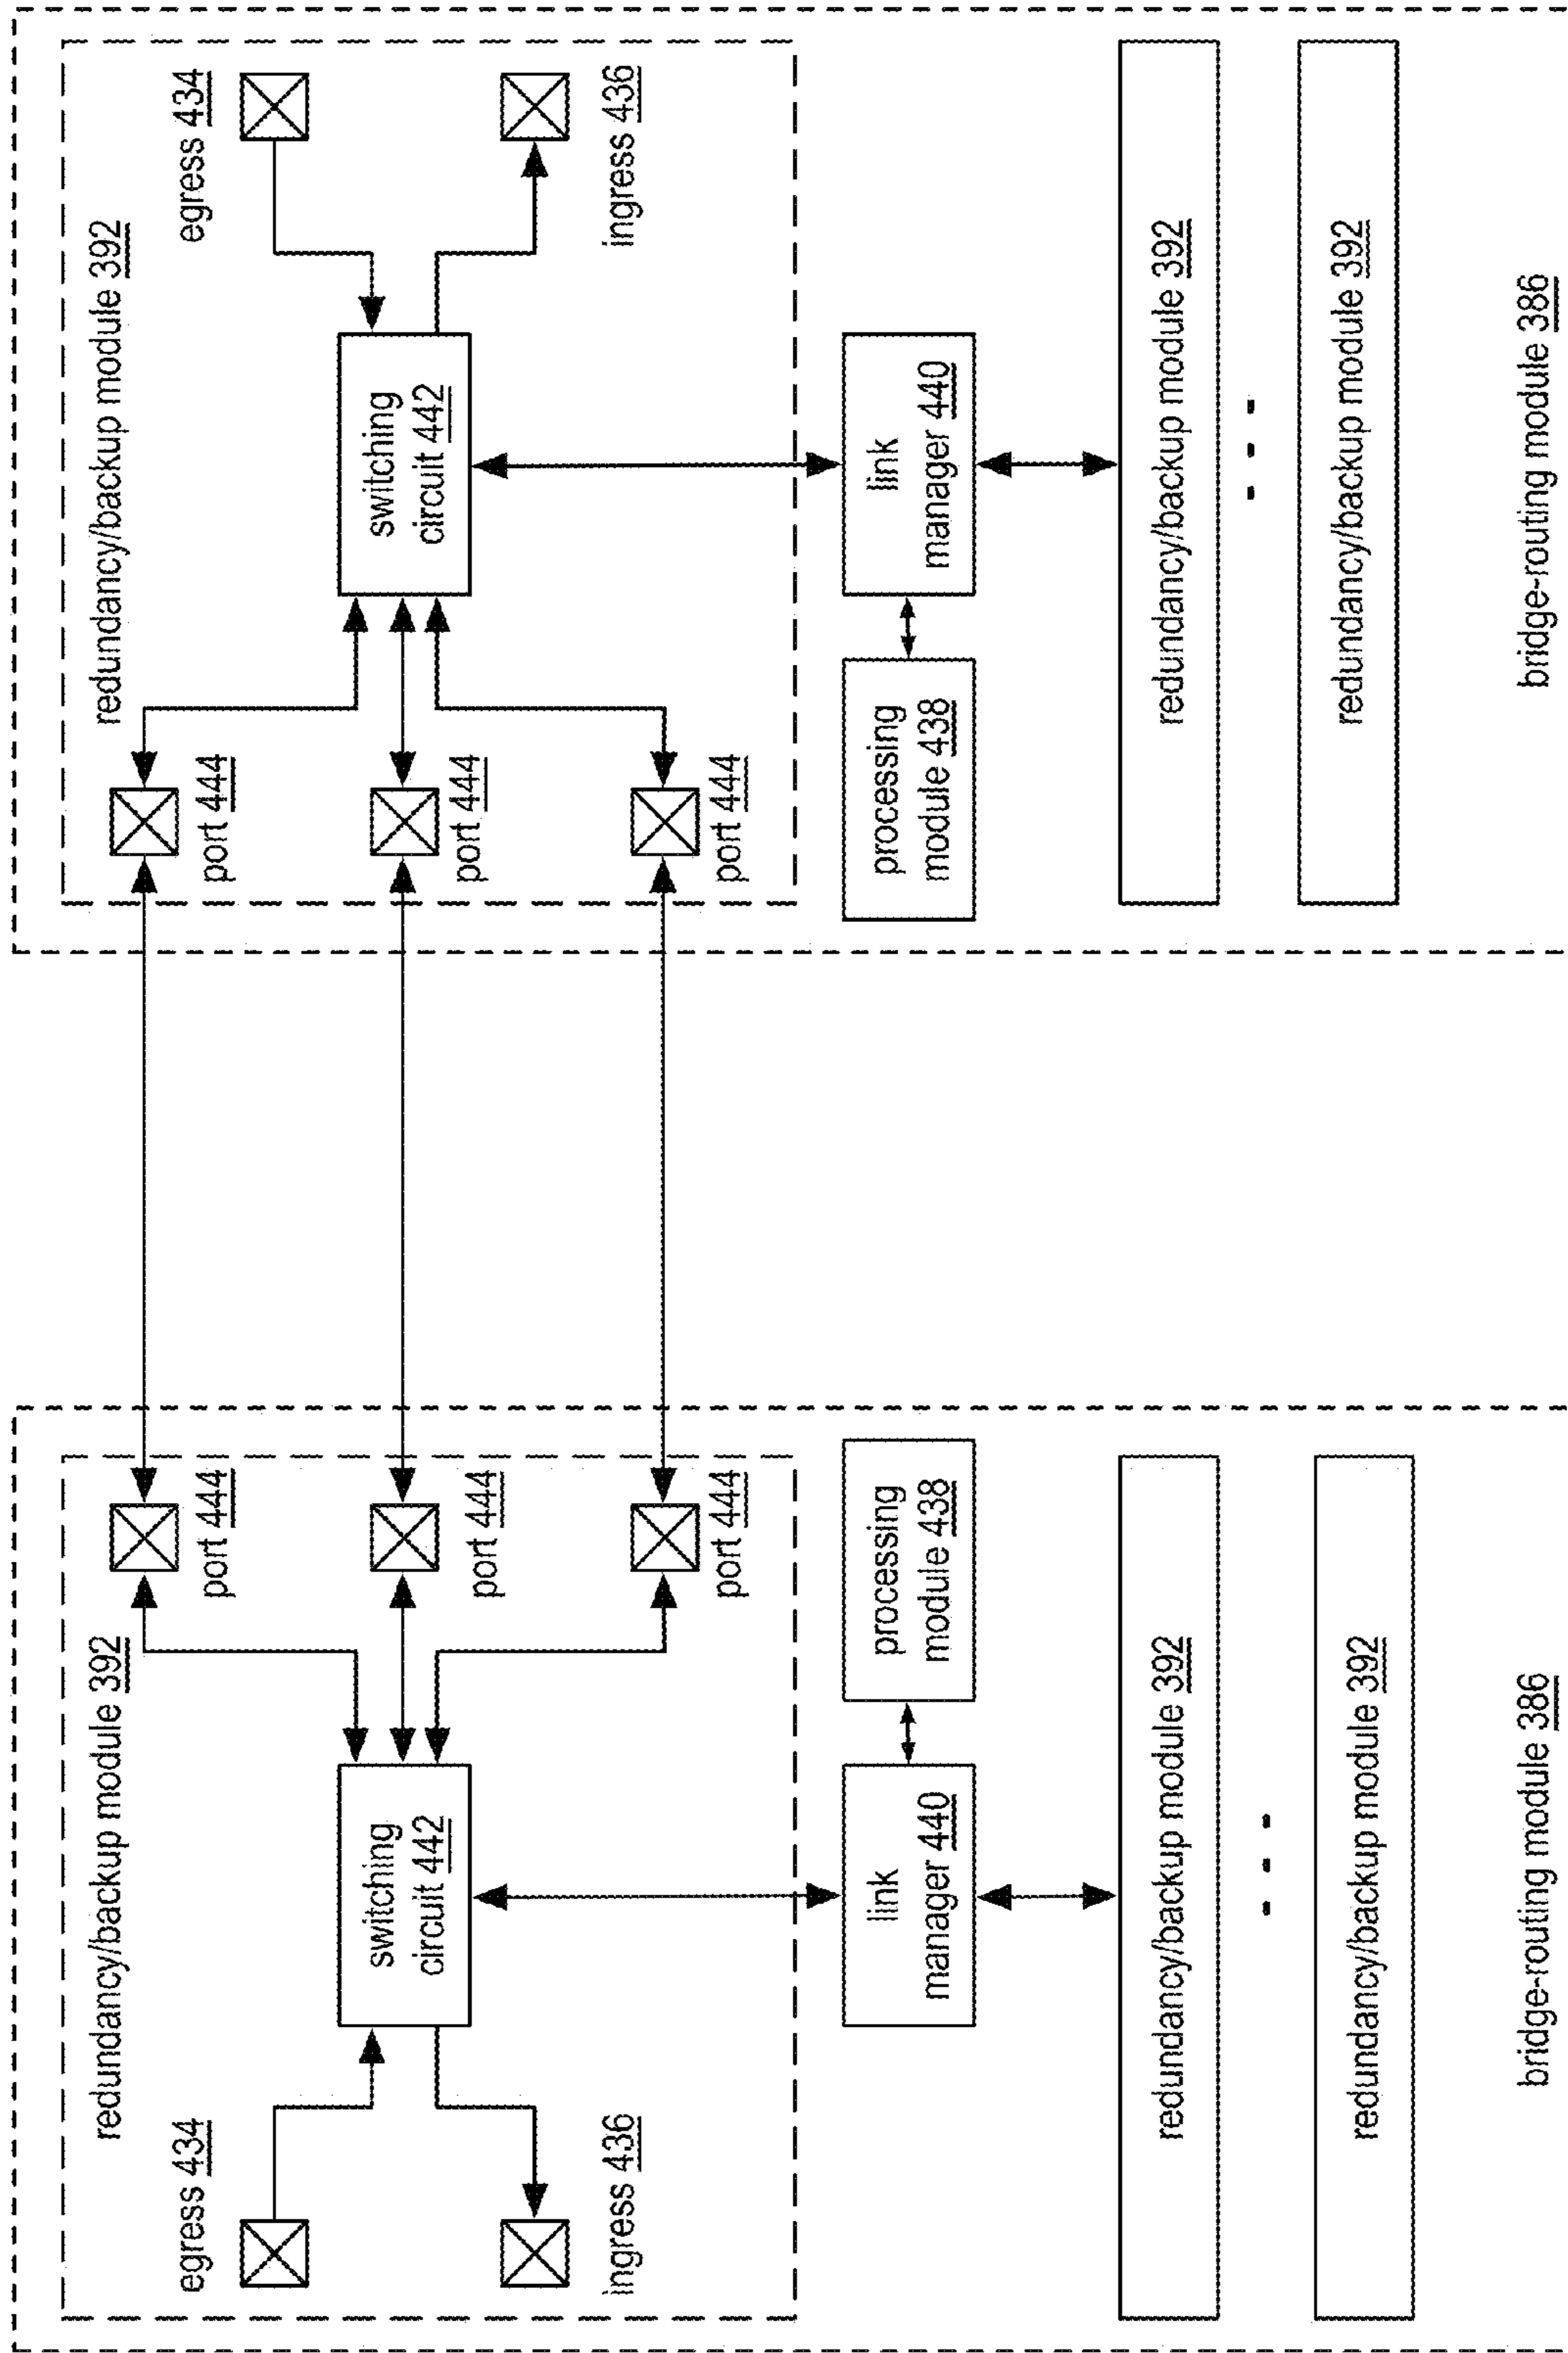 redundancy/backup module 392
egress 434
ingress 436
switching
circuit 442
port 444
port 444
port 444
link
manager 440
processing
module 438
redundancy/backup module 392
redundancy/backup module 392
bridge-routing module 386
redundancy/backup module 392
port 444
port 444
port 444
switching
circuit 442
egress 434
ingress 436
processing
module 438
link
manager 440
redundancy/backup module 392
redundancy/backup module 392
bridge-routing module 386